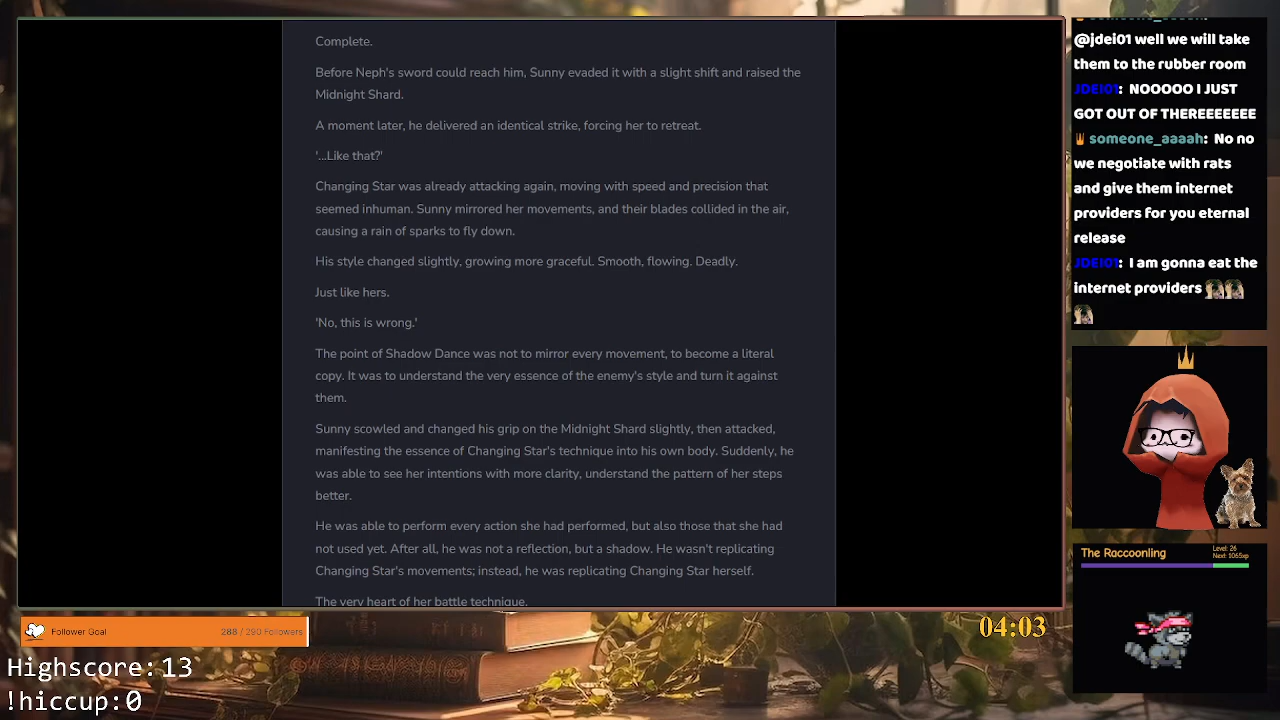 Complete.
Before Neph's sword could reach him, Sunny evaded it with a slight shift and raised the
Midnight Shard.
A moment later, he delivered an identical strike, forcing her to retreat.
'...Like that?'
Changing Star was already attacking again, moving with speed and precision that
seemed inhuman. Sunny mirrored her movements, and their blades collided in the air,
causing a rain of sparks to fly down.
His style changed slightly, growing more graceful. Smooth, flowing. Deadly.
Just like hers.
'No, this is wrong.'
The point of Shadow Dance was not to mirror every movement, to become a literal
copy. It was to understand the very essence of the enemy's style and turn it against
them.
Sunny scowled and changed his grip on the Midnight Shard slightly, then attacked,
manifesting the essence of Changing Star's technique into his own body. Suddenly, he
was able to see her intentions with more clarity, understand the pattern of her steps
better.
He was able to perform every action she had performed, but also those that she had
not used yet. After all, he was not a reflection, but a shadow. He wasn't replicating
Changing Star's movements; instead, he was replicating Changing Star herself.
The very heart of her battle technique.
@jdei01 well we will take
them to the rubber room
JDEI01: NOOOOO I JUST
GOT OUT OF THEREEEEEEE
someone_aaaah: No no
we negotiate with rats
and give them internet
providers for you eternal
release
JDEI01: I am gonna eat the
internet providers
The Raccoonling
Level: 26
Next: 1065xp
Follower Goal
288 / 290 Followers
04:03
Highscore:13
!hiccup:0